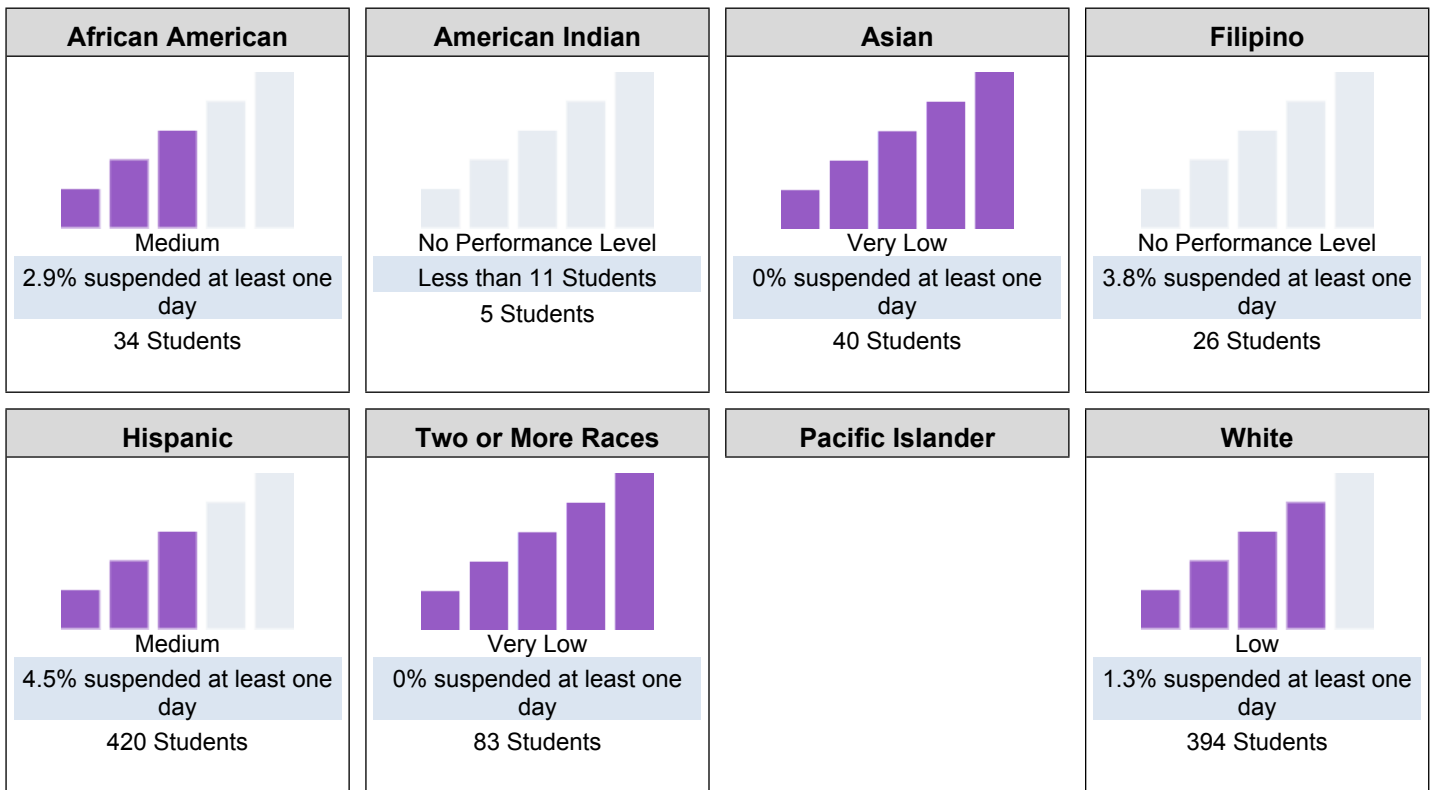 African American
Medium
2.9% suspended at least one
day
34 Students
American Indian
No Performance Level
Less than 11 Students
5 Students
Asian
Very Low
0% suspended at least one
day
40 Students
Filipino
No Performance Level
3.8% suspended at least one
day
26 Students
Hispanic
Medium
4.5% suspended at least one
day
420 Students
Two or More Races
Very Low
0% suspended at least one
day
83 Students
Pacific Islander
White
Low
1.3% suspended at least one
day
394 Students